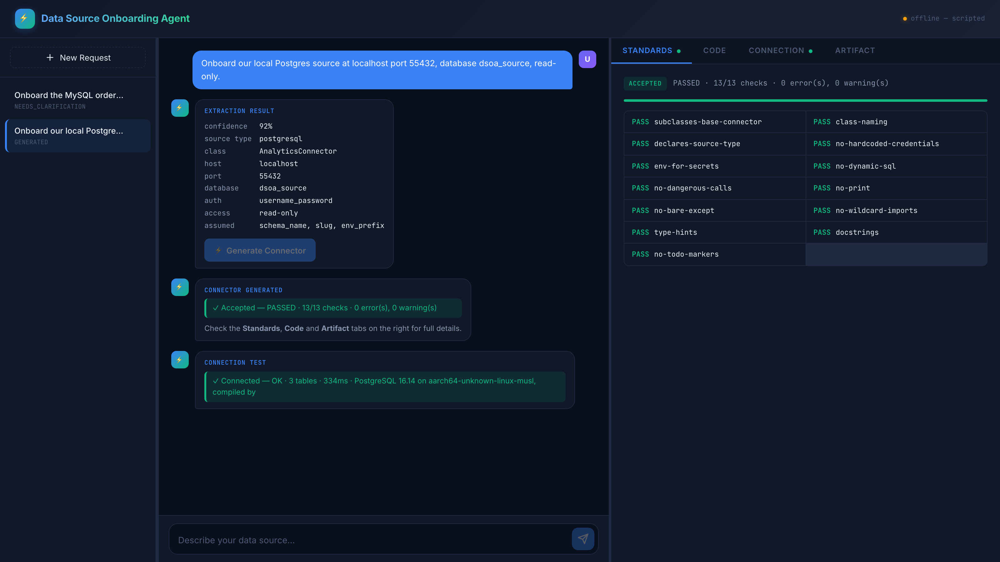 Data Source Onboarding Agent
offline — scripted
+ New Request
Onboard the MySQL order...
NEEDS_CLARIFICATION
Onboard our local Postgre...
GENERATED
Onboard our local Postgres source at localhost port 55432, database dsoa_source, read-
only.
U
EXTRACTION RESULT
confidence 92%
source type postgresql
class AnalyticsConnector
host localhost
port 55432
database dsoa_source
auth username_password
access read-only
assumed schema_name, slug, env_prefix
⚡ Generate Connector
CONNECTOR GENERATED
✓ Accepted — PASSED · 13/13 checks · 0 error(s), 0 warning(s)
Check the Standards, Code and Artifact tabs on the right for full details.
CONNECTION TEST
✓ Connected — OK · 3 tables · 334ms · PostgreSQL 16.14 on aarch64-unknown-linux-musl,
compiled by
Describe your data source...
STANDARDS CODE CONNECTION ARTIFACT
ACCEPTED PASSED · 13/13 checks · 0 error(s), 0 warning(s)
PASS subclasses-base-connector PASS class-naming
PASS declares-source-type PASS no-hardcoded-credentials
PASS env-for-secrets PASS no-dynamic-sql
PASS no-dangerous-calls PASS no-print
PASS no-bare-except PASS no-wildcard-imports
PASS type-hints PASS docstrings
PASS no-todo-markers